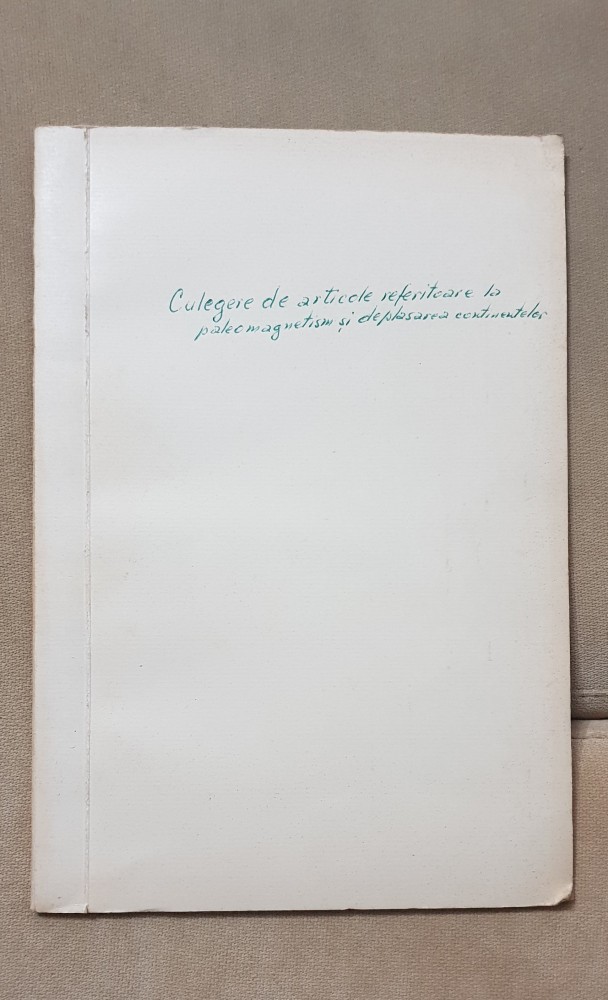 Culegere de articole referitoare la
paleomagnetism și deplasarea continentelor